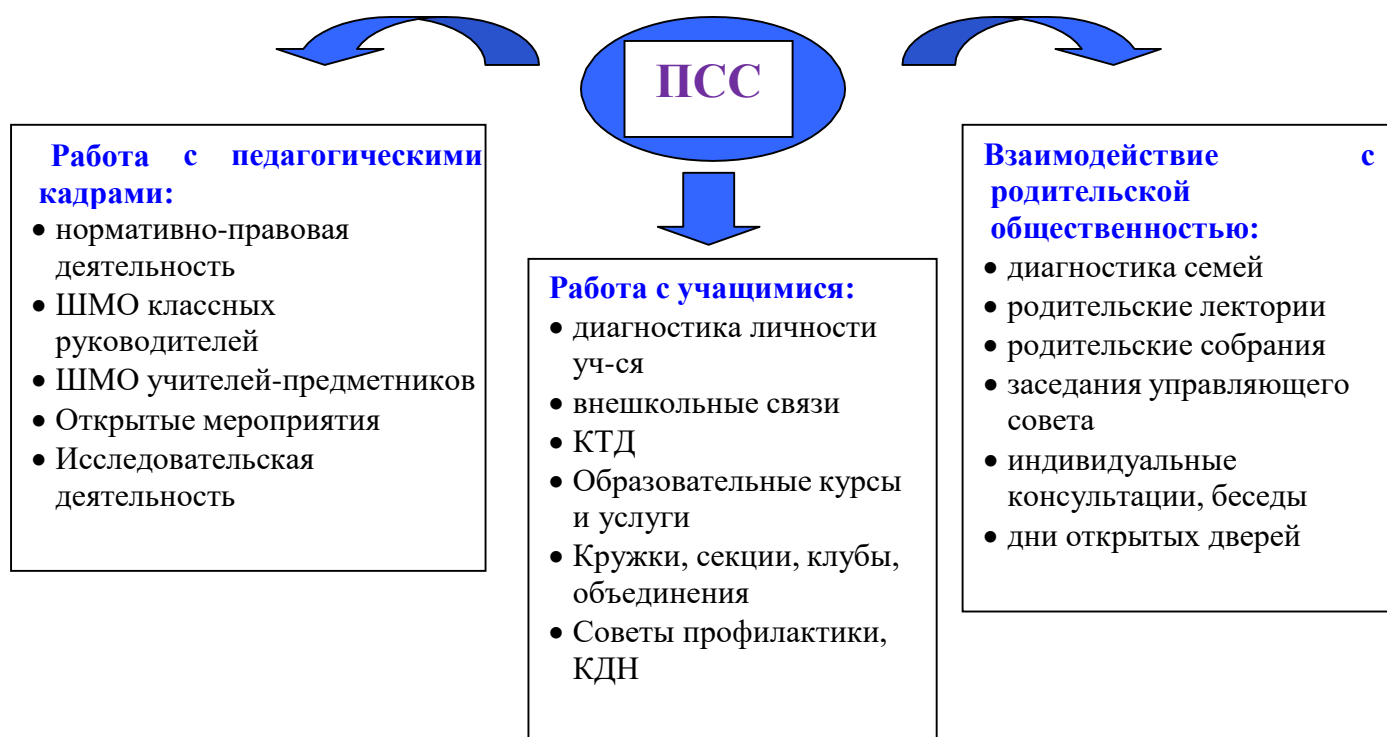 ПСС
Работа с педагогическими
кадрами:
• нормативно-правовая
деятельность
• ШМО классных
руководителей
• ШМО учителей-предметников
• Открытые мероприятия
• Исследовательская
деятельность
Работа с учащимися:
• диагностика личности
уч-ся
• внешкольные связи
• КТД
• Образовательные курсы
и услуги
• Кружки, секции, клубы,
объединения
• Советы профилактики,
КДН
Взаимодействие с
родительской
общественностью:
• диагностика семей
• родительские лектории
• родительские собрания
• заседания управляющего
совета
• индивидуальные
консультации, беседы
• дни открытых дверей